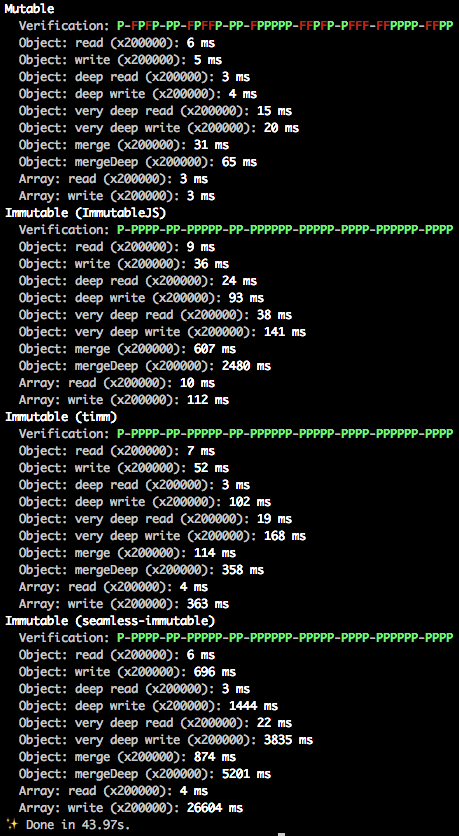 Mutable
Verification: P-FPFP-PP-FPFFP-PP-FPPPPP-FFPFP-PFFF-FFPPPP-FFPP
Object: read (x200000): 6 ms
Object: write (x200000): 5 ms
Object: deep read (x200000): 3 ms
Object: deep write (x200000): 4 ms
Object: very deep read (x200000): 15 ms
Object: very deep write (x200000): 20 ms
Object: merge (x200000): 31 ms
Object: mergeDeep (x200000): 65 ms
Array: read (x200000): 3 ms
Array: write (x200000): 3 ms
Immutable (ImmutableJS)
Verification: P-PPPP-PP-PPPPP-PP-PPPPPP-PPPPP-PPPP-PPPPPP-PPPP
Object: read (x200000): 9 ms
Object: write (x200000): 36 ms
Object: deep read (x200000): 24 ms
Object: deep write (x200000): 93 ms
Object: very deep read (x200000): 38 ms
Object: very deep write (x200000): 141 ms
Object: merge (x200000): 607 ms
Object: mergeDeep (x200000): 2480 ms
Array: read (x200000): 10 ms
Array: write (x200000): 112 ms
Immutable (timm)
Verification: P-PPPP-PP-PPPPP-PP-PPPPPP-PPPPP-PPPP-PPPPPP-PPPP
Object: read (x200000): 7 ms
Object: write (x200000): 52 ms
Object: deep read (x200000): 3 ms
Object: deep write (x200000): 102 ms
Object: very deep read (x200000): 19 ms
Object: very deep write (x200000): 168 ms
Object: merge (x200000): 114 ms
Object: mergeDeep (x200000): 358 ms
Array: read (x200000): 4 ms
Array: write (x200000): 363 ms
Immutable (seamless-immutable)
Verification: P-PPPP-PP-PPPPP-PP-PPPPPP-PPPPP-PPPP-PPPPPP-PPPP
Object: read (x200000): 6 ms
Object: write (x200000): 696 ms
Object: deep read (x200000): 3 ms
Object: deep write (x200000): 1444 ms
Object: very deep read (x200000): 22 ms
Object: very deep write (x200000): 3835 ms
Object: merge (x200000): 874 ms
Object: mergeDeep (x200000): 5201 ms
Array: read (x200000): 4 ms
Array: write (x200000): 26604 ms
✨ Done in 43.97s.